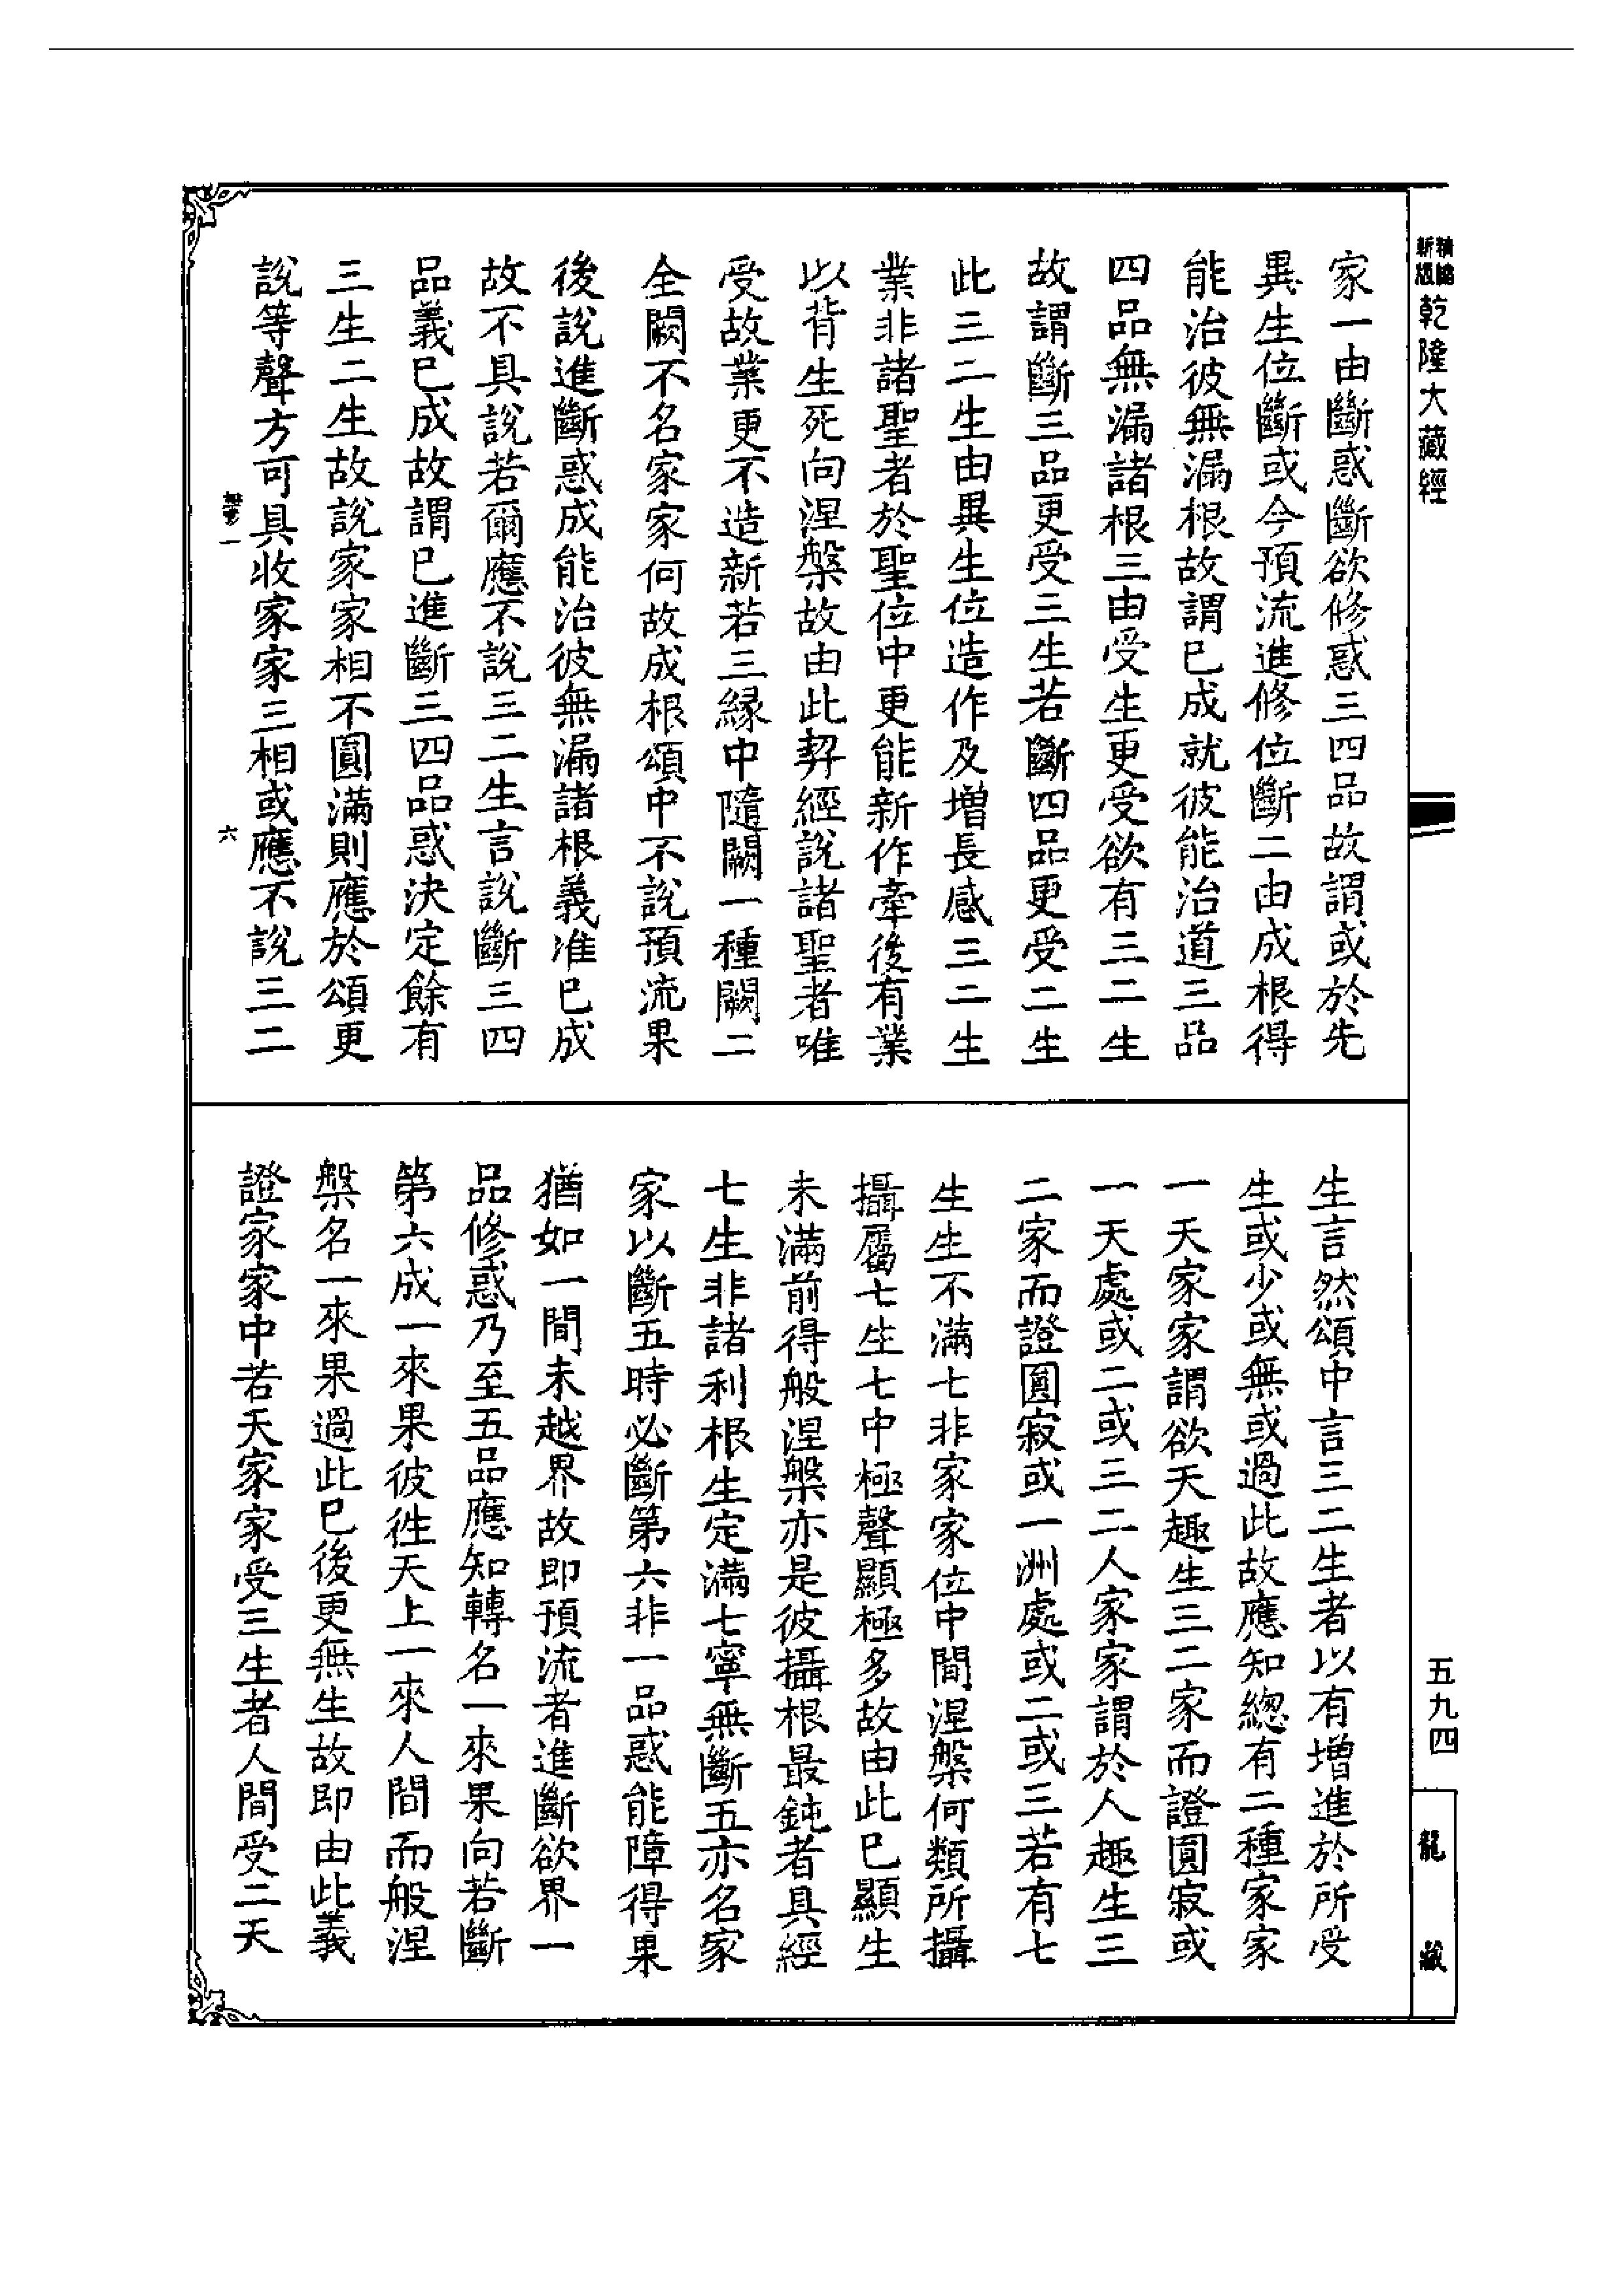 新編縮版乾隆大藏經
家一由斷惑斷欲修惑三四品故謂或於先
異生位斷或今預流進修位斷二由成根得
能治彼無漏根故謂已成就彼能治道三品
四品無漏諸根三由受生更受欲有三二生
故謂斷三品更受三生若斷四品更受二生
此三二生由異生位造作及增長感三二生
業非諸聖者於聖位中更能新作牽後有業
以背生死向涅槃故由此契經說諸聖者唯
受故業更不造新若三緣中隨闕一種闕二
全闕不名家家何故成根頌中不說預流果
後說進斷惑成能治彼無漏諸根義准已成
故不具說若爾應不說三二生言說斷三四
品義已成故謂已進斷三四品惑決定餘有
三生二生故說家家相不圓滿則應於頌更
說等聲方可具收家家三相或應不說三二
一 六
生言然頌中言三二生者以有增進於所受
生或少或無或過此故應知總有二種家家
一天家家謂欲天趣生三二家而證圓寂或
一天處或二或三二人家家謂於人趣生三
二家而證圓寂或一洲處或二或三若有七
生生不滿七非家家位中間涅槃何類所攝
攝屬七生七中極聲顯極多故由此已顯生
未滿前得般涅槃亦是彼攝根最鈍者具經
七生非諸利根生定滿七寧無斷五亦名家
家以斷五時必斷第六非一品惑能障得果
猶如一間未越界故即預流者進斷欲界一
品修惑乃至五品應知轉名一來果向若斷
第六成一來果彼徃天上一來人間而般涅
槃名一來果過此已後更無生故即由此義
證家家中若天家家受三生者人間受二天
五九四
龍藏